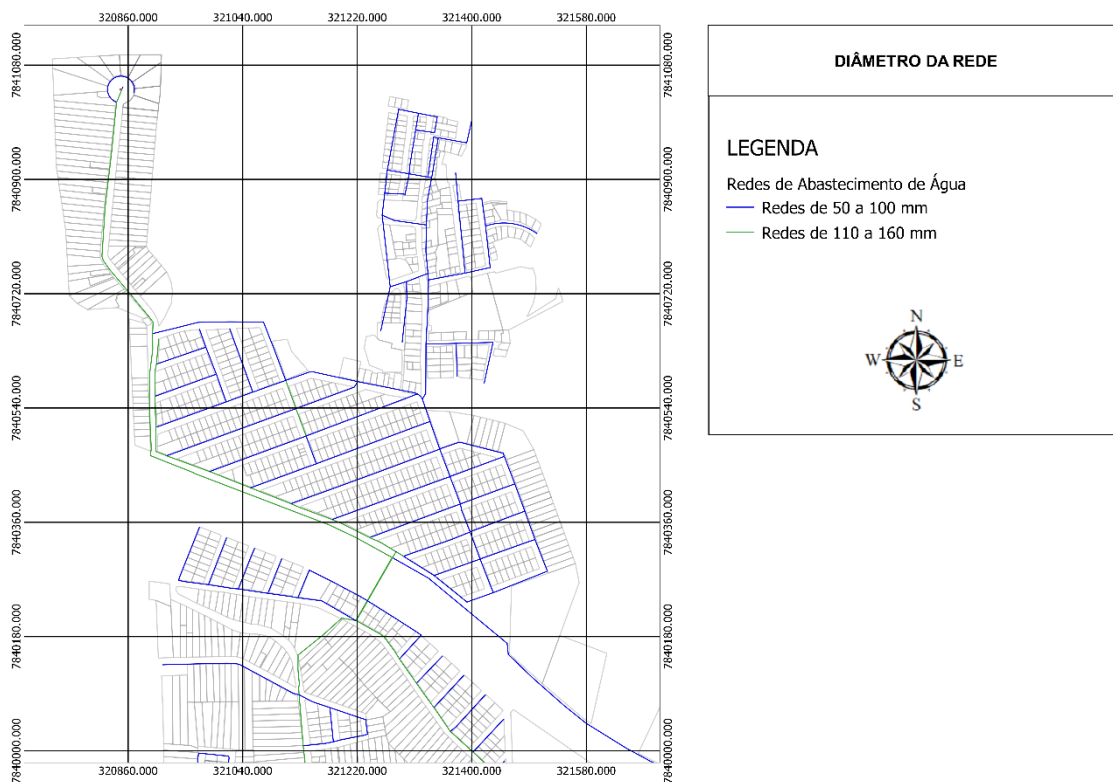 320860.000 321040.000 321220.000 321400.000 321580.000
7841080.000 7841080.000
7840900.000 7840900.000
7840720.000 7840720.000
7840540.000 7840540.000
7840360.000 7840360.000
7840180.000 7840180.000
7840000.000 7840000.000
320860.000 321040.000 321220.000 321400.000 321580.000
DIÂMETRO DA REDE
LEGENDA
Redes de Abastecimento de Água
Redes de 50 a 100 mm
Redes de 110 a 160 mm
N
W E
S